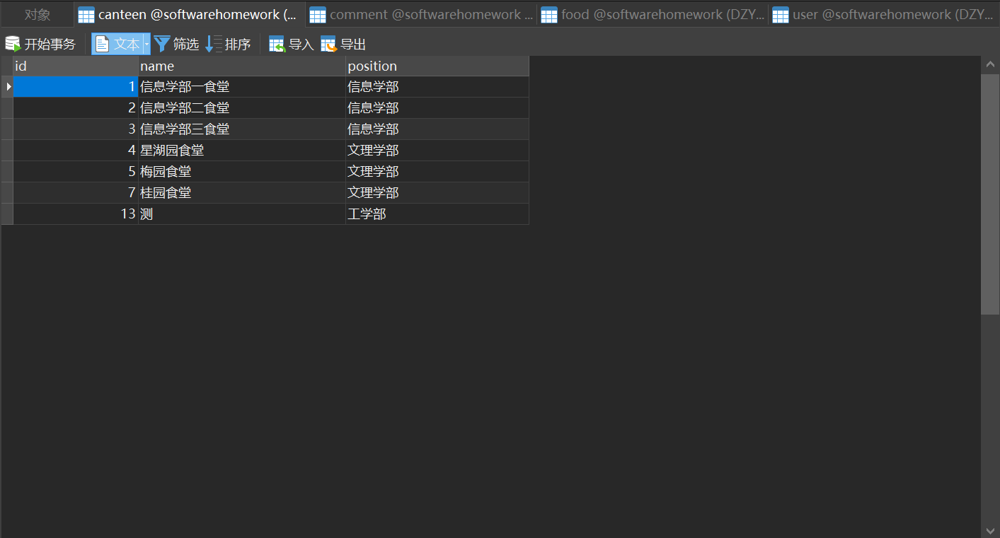 对象 canteen @softwarehomework (... comment @softwarehomework ... food @softwarehomework (DZY... user @softwarehomework (DZY...
开始事务 文本 筛选 排序 导入 导出
id name position
1 信息学部一食堂 信息学部
2 信息学部二食堂 信息学部
3 信息学部三食堂 信息学部
4 星湖园食堂 文理学部
5 梅园食堂 文理学部
7 桂园食堂 文理学部
13 测 工学部